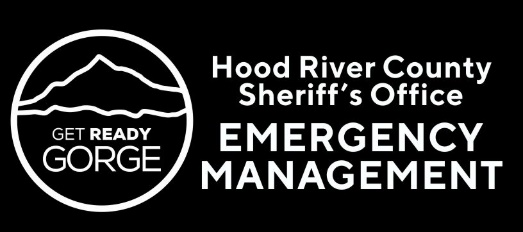 GET READY
GORGE
Hood River County
Sheriff's Office
EMERGENCY
MANAGEMENT